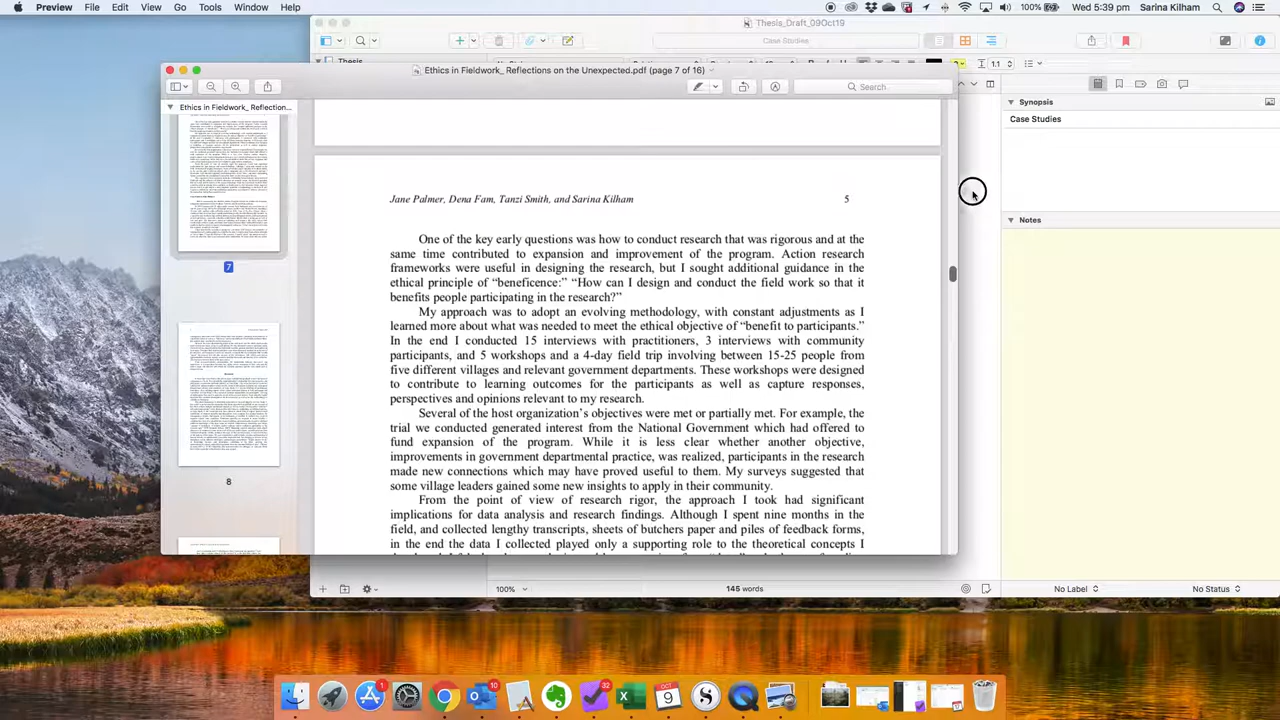 Preview File Edit View Go Tools Window Help
100% Wed 5:39 pm Sarina Kilham
Thesis_Draft_09Oct19
Case Studies
Thesis
1.1
Ethics in Fieldwork_ Reflections on the Unexpected.pdf (page 7 of 16)
Search
Ethics in Fieldwork_ Reflection...
7
8
Jane Palmer, Dena Fam, Tanzi Smith, and Sarina Kilham 5
One of the key early questions was how to conduct research that was rigorous and at the
same time contributed to expansion and improvement of the program. Action research
frameworks were useful in designing the research, but I sought additional guidance in the
ethical principle of “beneficence:” “How can I design and conduct the field work so that it
benefits people participating in the research?”
My approach was to adopt an evolving methodology, with constant adjustments as I
learned more about what was needed to meet the ethical objective of “benefit to participants.”
In the end I conducted 15 interviews with practitioners, 3 interviews with community
participants, and 5 workshops and a 4-day field trip involving between 15-25 people from
five different villages and relevant government departments. These workshops were designed
to contribute to learning outcomes for the participants as well as capture responses,
perspectives and opinions relevant to my research.
Several of the host organization’s objectives were met or partially met. For example, the
trial we conducted generated interest from the National Government which had offered to
fund expansion of the program. While it is unclear whether another objective,
improvements in government departmental practice, was realized, participants in the research
made new connections which may have proved useful to them. My surveys suggested that
some village leaders gained some new insights to apply in their community.
From the point of view of research rigor, the approach I took had significant
implications for data analysis and research findings. Although I spent nine months in the
field, and collected lengthy transcripts, sheets of butchers paper and piles of feedback forms,
in the end the data I collected played only a supporting role to the theoretical concepts I
Synopsis
Case Studies
Notes
100% 145 words
No Label No Status
1
10
32
OCT
9